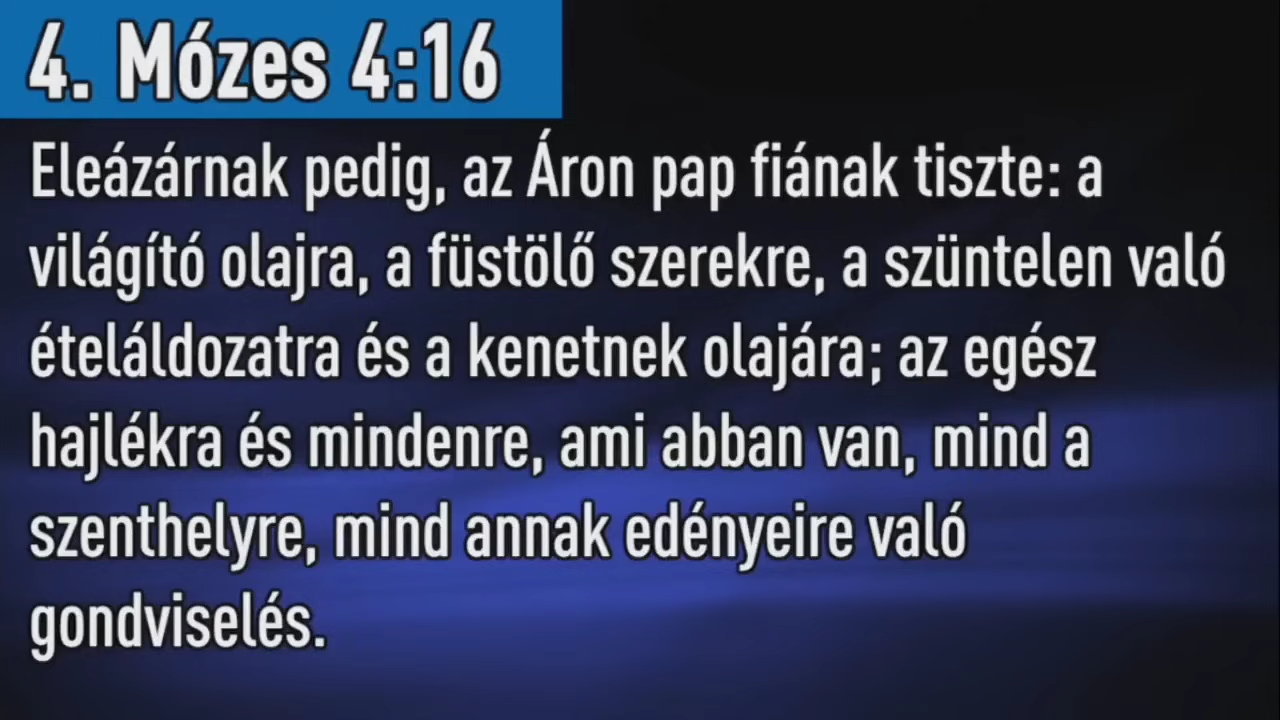 4. Mózes 4:16
Eleázárnak pedig, az Áron pap fiának tiszte: a
világító olajra, a füstölő szerekre, a szüntelen való
ételáldozatra és a kenetnek olajára; az egész
hajlékra és mindenre, ami abban van, mind a
szenthelyre, mind annak edényeire való
gondviselés.